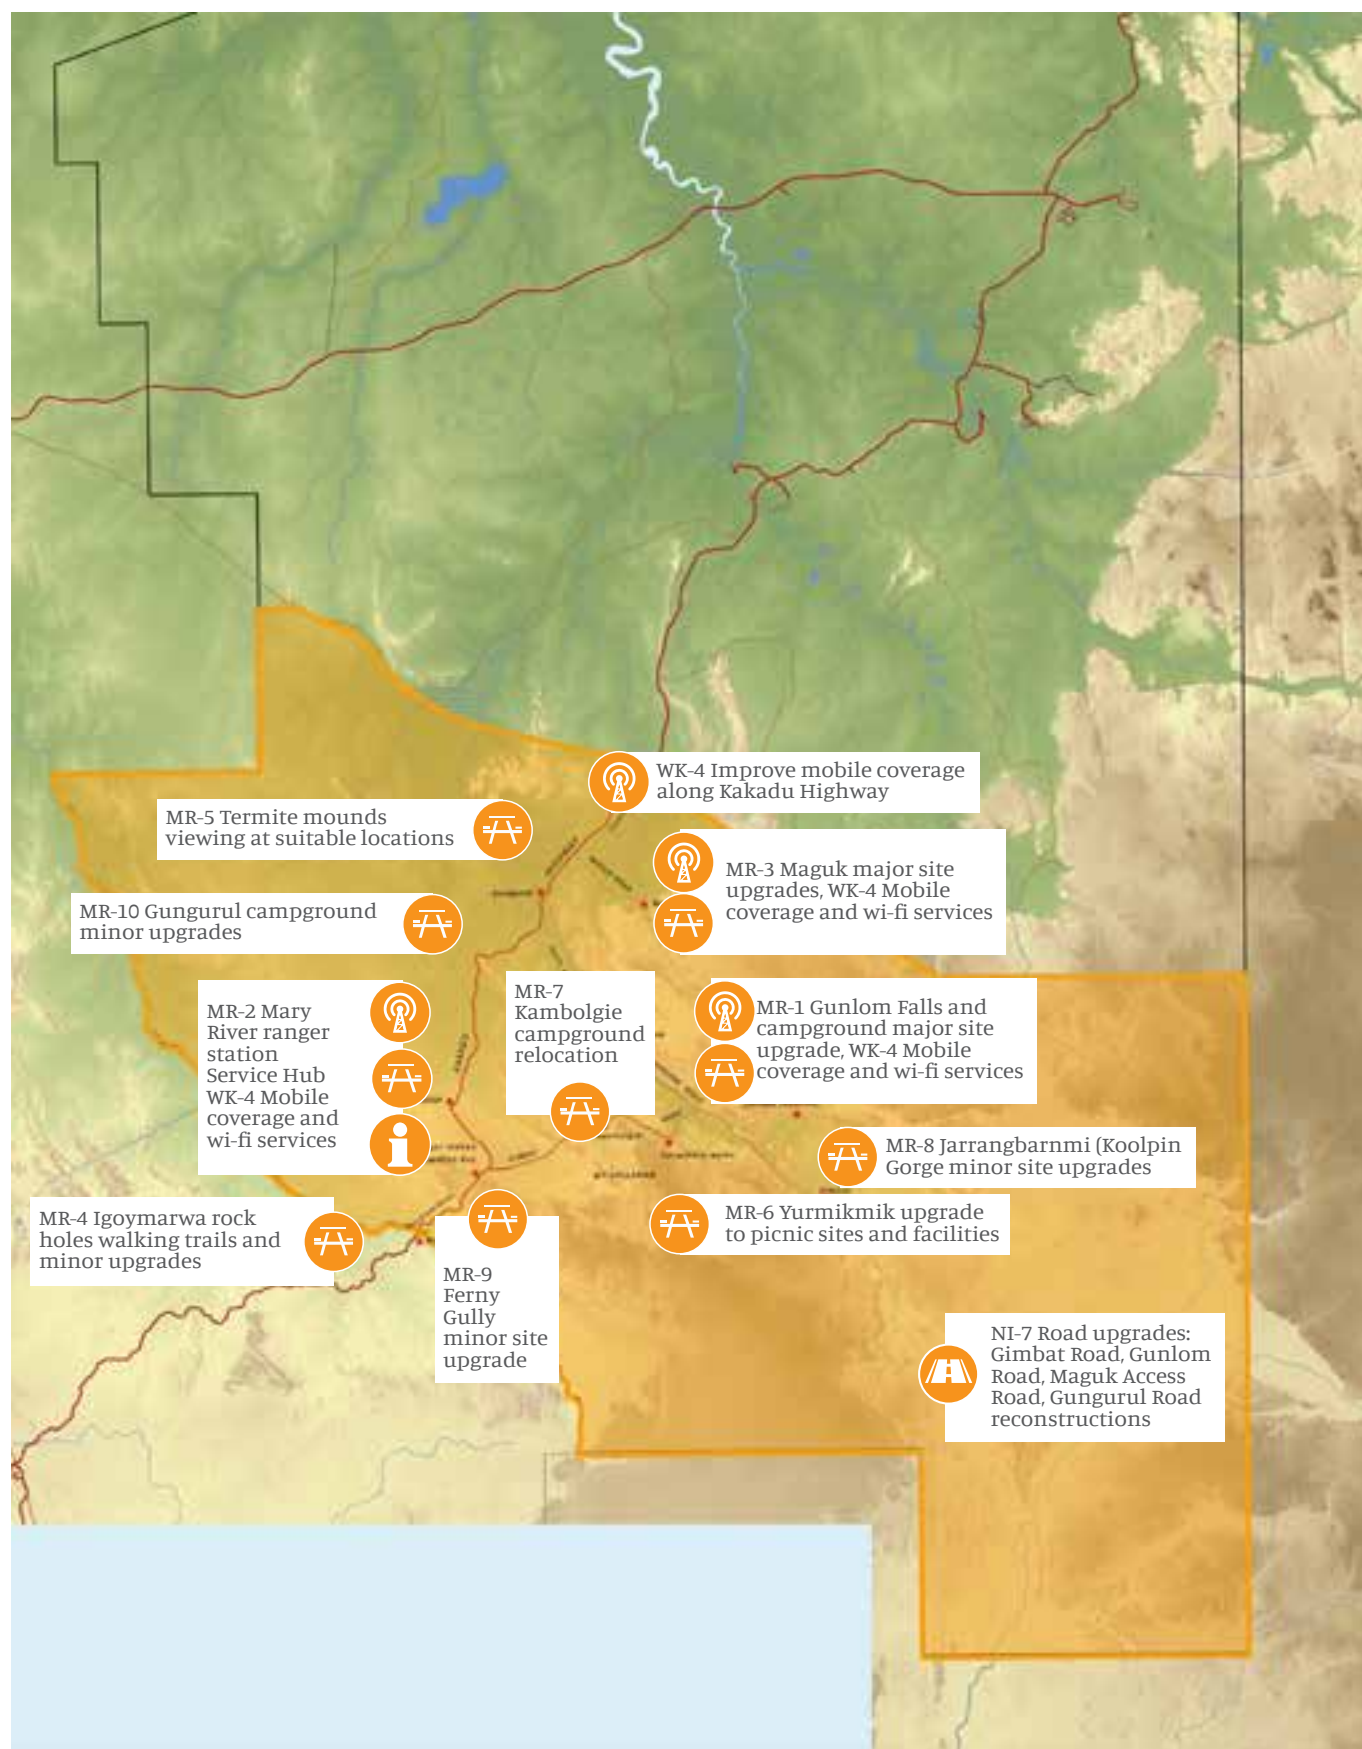 WK-4 Improve mobile coverage
along Kakadu Highway
MR-5 Termite mounds
viewing at suitable locations
MR-3 Maguk major site
upgrades, WK-4 Mobile
coverage and wi-fi services
MR-10 Gungurul campground
minor upgrades
MR-2 Mary
River ranger
station
Service Hub
WK-4 Mobile
coverage and
wi-fi services
MR-7
Kambolgie
campground
relocation
MR-1 Gunlom Falls and
campground major site
upgrade, WK-4 Mobile
coverage and wi-fi services
MR-8 Jarrangbarnmi (Koolpin
Gorge minor site upgrades
MR-4 Igoymarwa rock
holes walking trails and
minor upgrades
MR-6 Yurmikmik upgrade
to picnic sites and facilities
MR-9
Ferny
Gully
minor site
upgrade
NI-7 Road upgrades:
Gimbat Road, Gunlom
Road, Maguk Access
Road, Gungurul Road
reconstructions